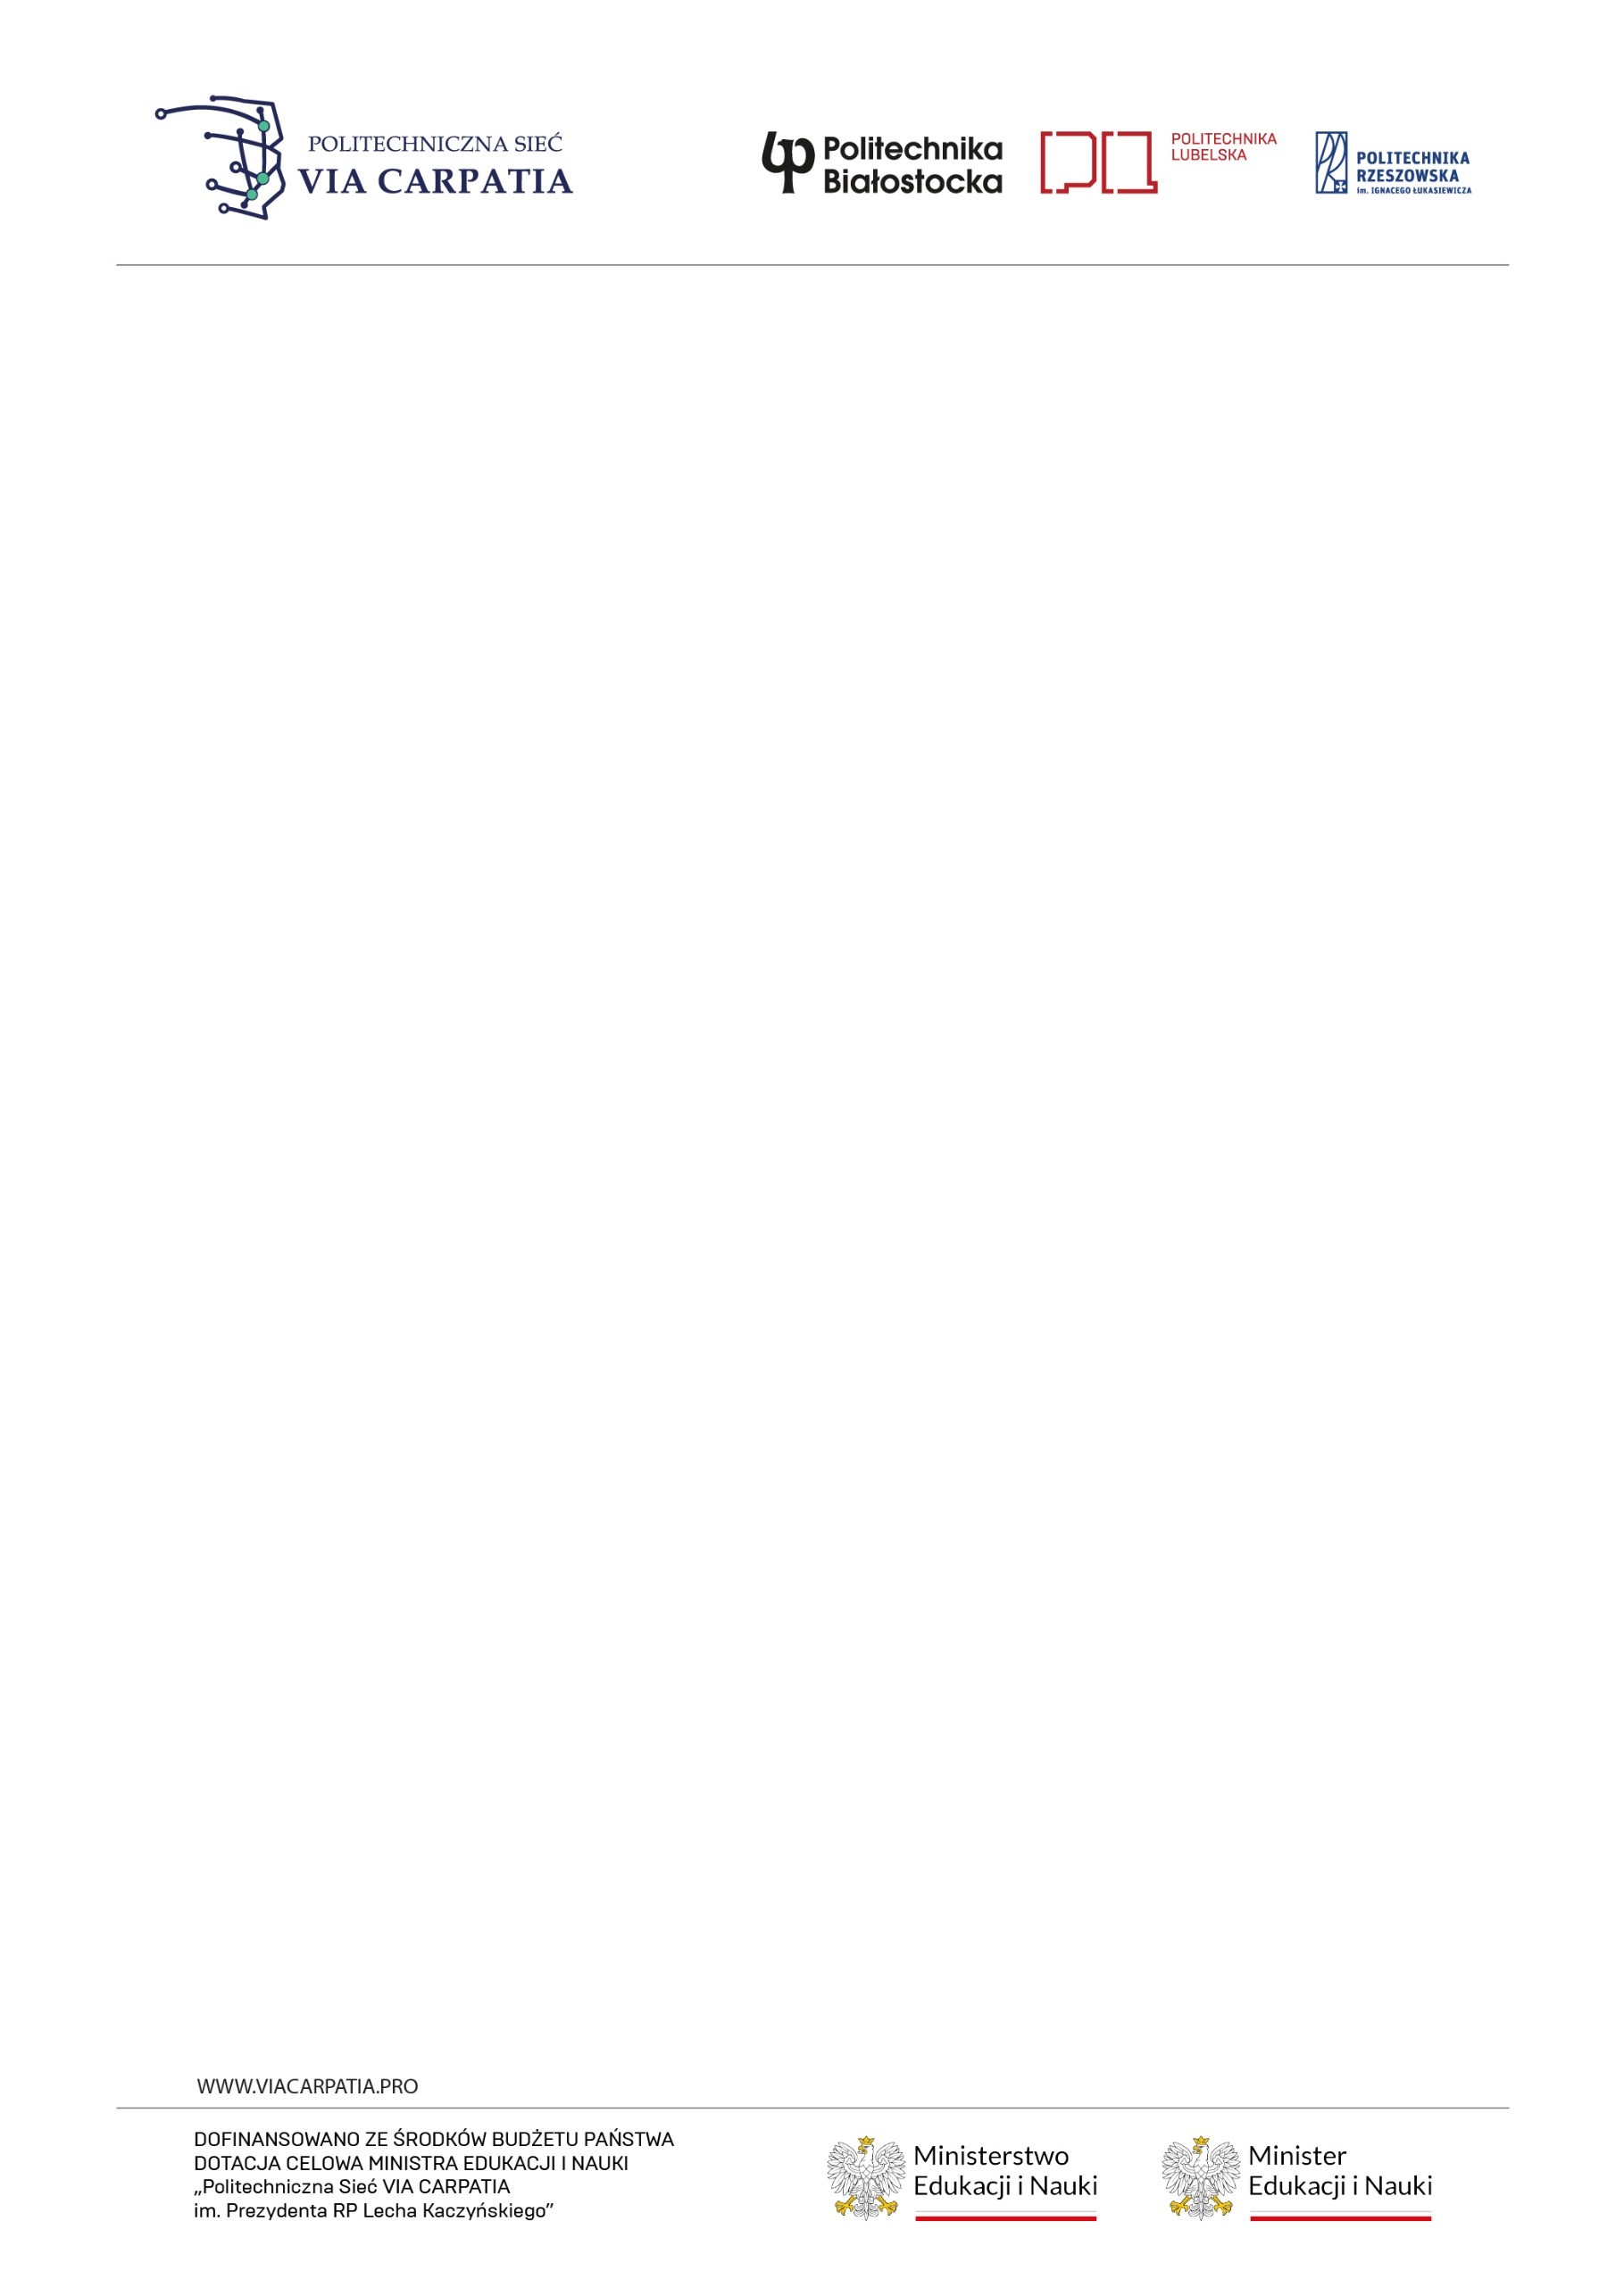 POLITECHNICZNA SIEĆ
VIA CARPATIA
Politechnika
Białostocka
POLITECHNIKA
LUBELSKA
POLITECHNIKA
RZESZOWSKA
im. IGNACEGO ŁUKASIEWICZA
WWW.VIACARPATIA.PRO
DOFINANSOWANO ZE ŚRODKÓW BUDŻETU PAŃSTWA
DOTACJA CELOWA MINISTRA EDUKACJI I NAUKI
„Politechniczna Sieć VIA CARPATIA
im. Prezydenta RP Lecha Kaczyńskiego”
Ministerstwo
Edukacji i Nauki
Minister
Edukacji i Nauki